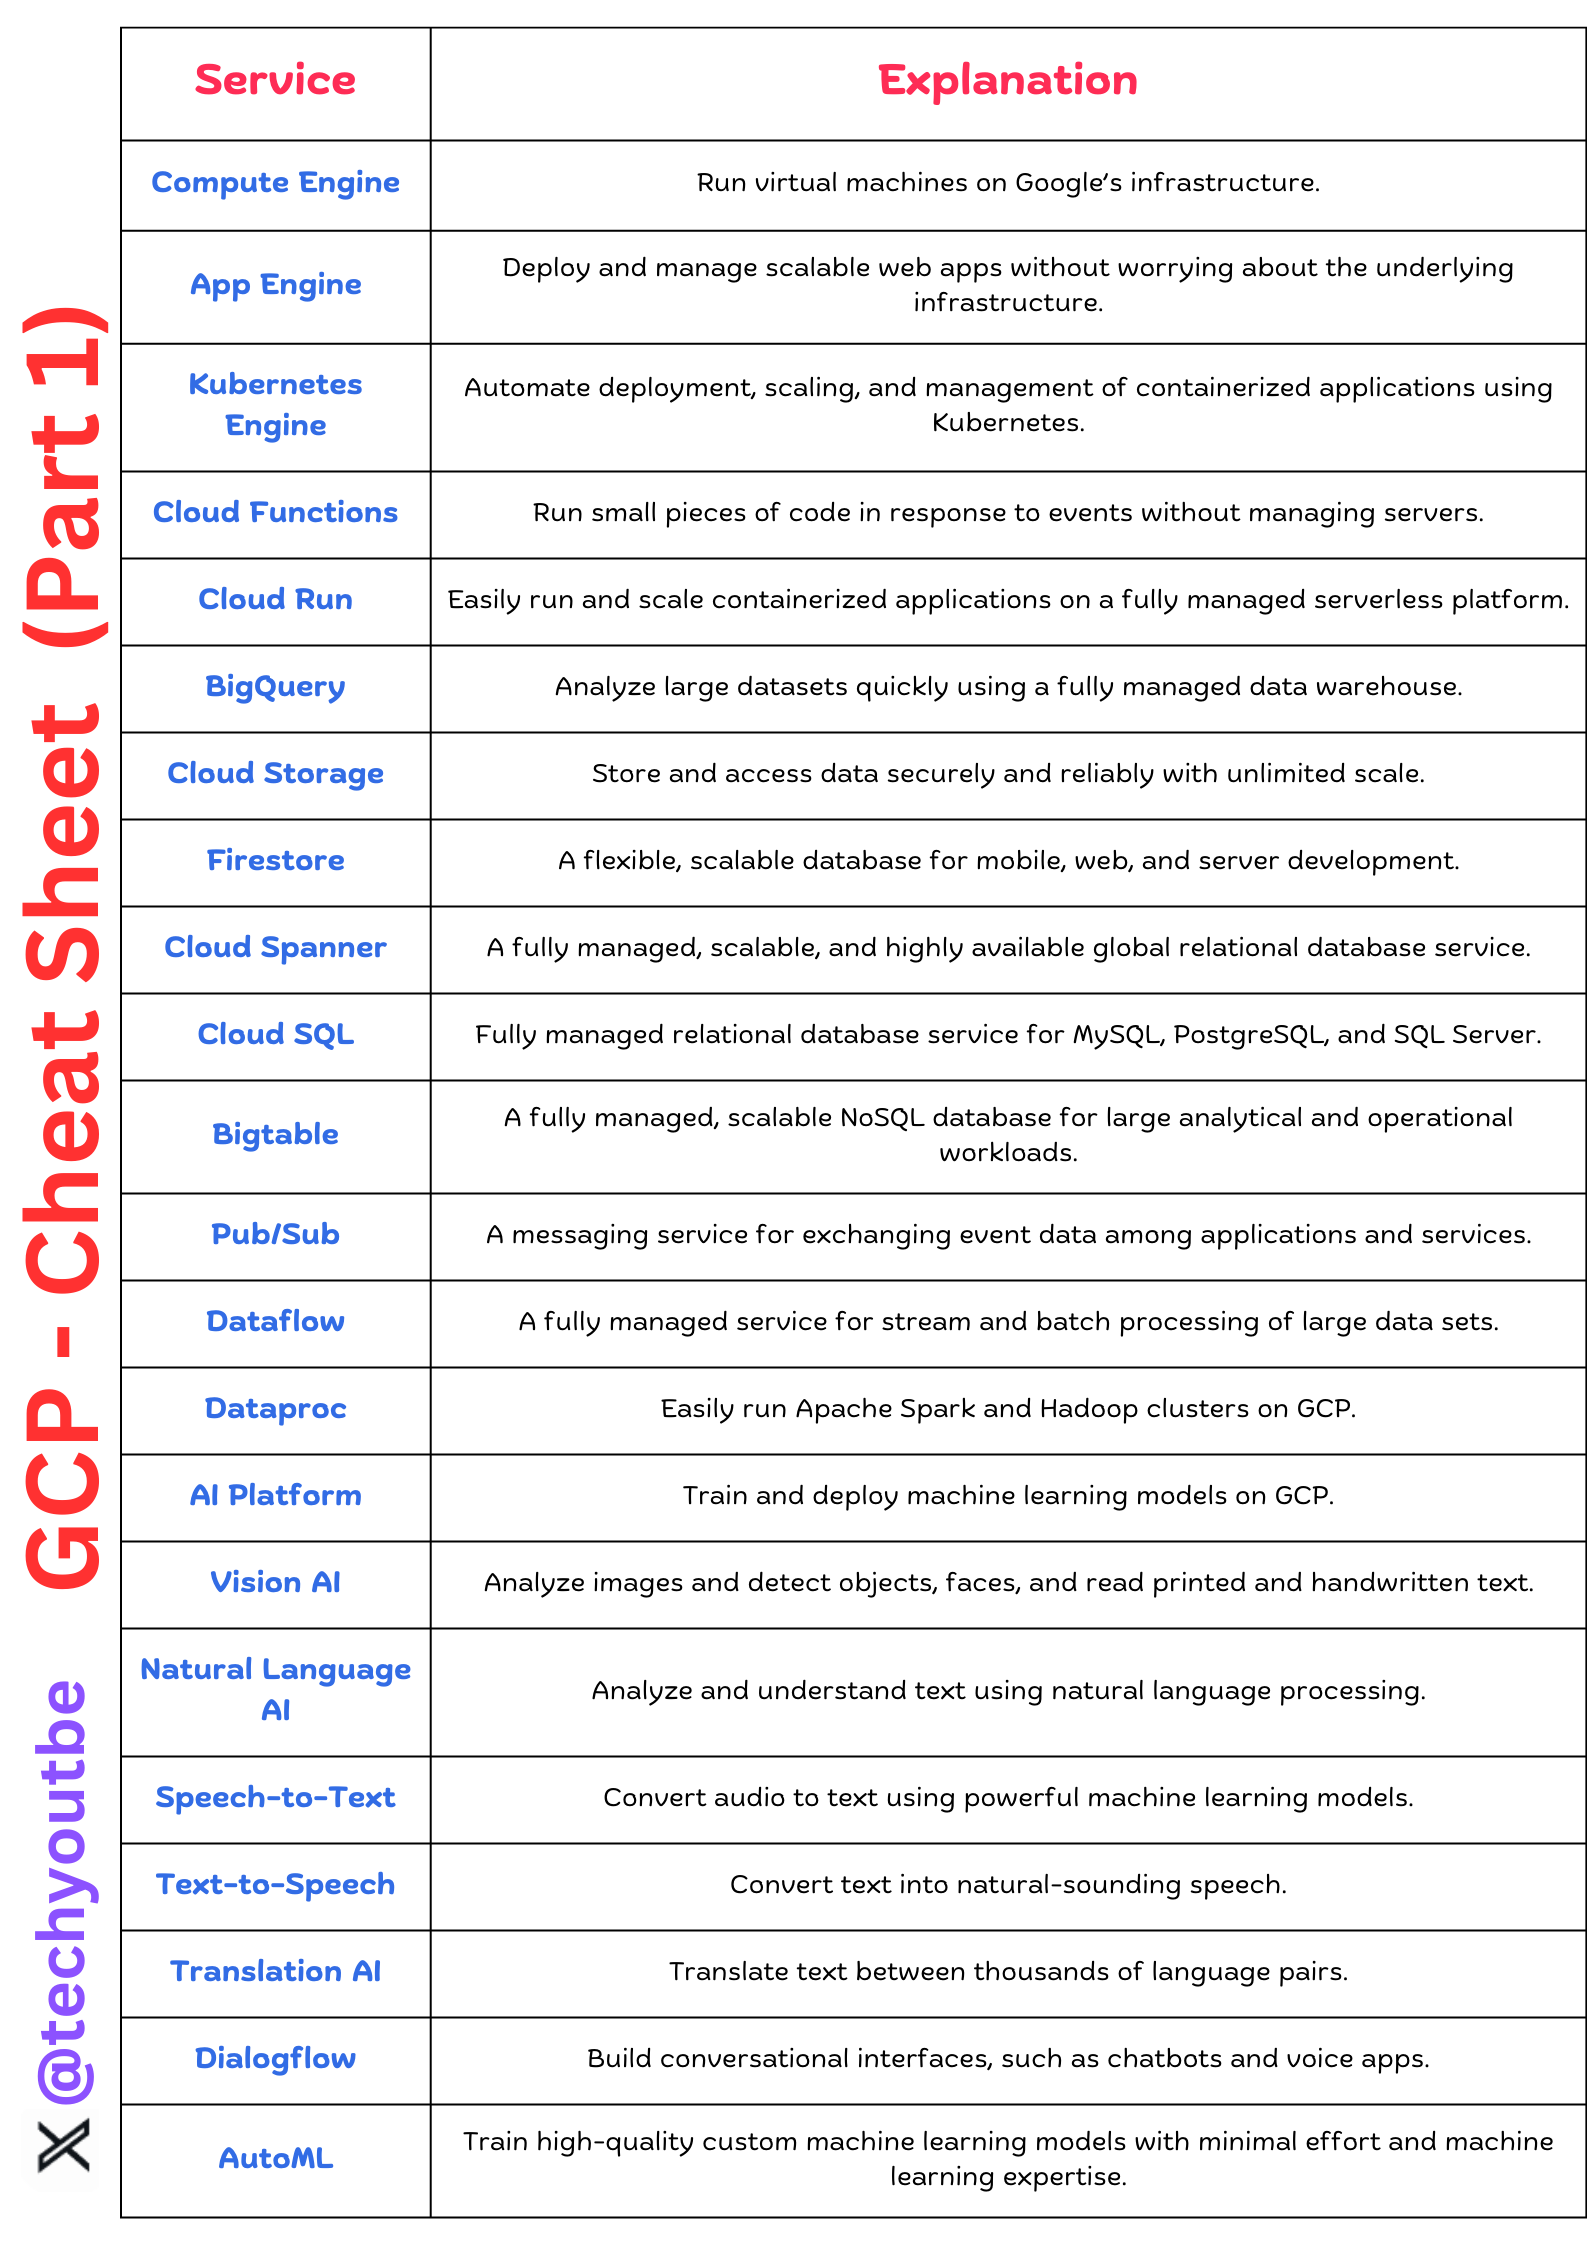 GCP - Cheat Sheet (Part 1)
@techyoutbe
Service
Explanation
Compute Engine
Run virtual machines on Google's infrastructure.
App Engine
Deploy and manage scalable web apps without worrying about the underlying
infrastructure.
Kubernetes
Engine
Automate deployment, scaling, and management of containerized applications using
Kubernetes.
Cloud Functions
Run small pieces of code in response to events without managing servers.
Cloud Run
Easily run and scale containerized applications on a fully managed serverless platform.
BigQuery
Analyze large datasets quickly using a fully managed data warehouse.
Cloud Storage
Store and access data securely and reliably with unlimited scale.
Firestore
A flexible, scalable database for mobile, web, and server development.
Cloud Spanner
A fully managed, scalable, and highly available global relational database service.
Cloud SQL
Fully managed relational database service for MySQL, PostgreSQL, and SQL Server.
Bigtable
A fully managed, scalable NoSQL database for large analytical and operational
workloads.
Pub/Sub
A messaging service for exchanging event data among applications and services.
Dataflow
A fully managed service for stream and batch processing of large data sets.
Dataproc
Easily run Apache Spark and Hadoop clusters on GCP.
AI Platform
Train and deploy machine learning models on GCP.
Vision AI
Analyze images and detect objects, faces, and read printed and handwritten text.
Natural Language
AI
Analyze and understand text using natural language processing.
Speech-to-Text
Convert audio to text using powerful machine learning models.
Text-to-Speech
Convert text into natural-sounding speech.
Translation AI
Translate text between thousands of language pairs.
Dialogflow
Build conversational interfaces, such as chatbots and voice apps.
AutoML
Train high-quality custom machine learning models with minimal effort and machine
learning expertise.